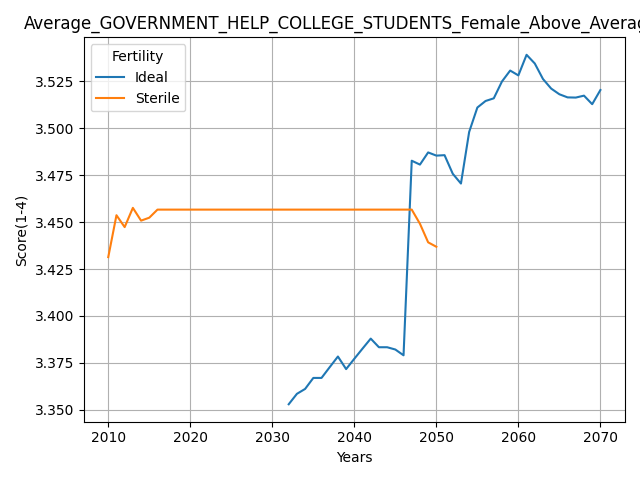 Average_GOVERNMENT_HELP_COLLEGE_STUDENTS_Female_Above_Averag
Fertility
Ideal
Sterile
3.525
3.500
3.475
3.450
3.425
3.400
3.375
3.350
Score(1-4)
2010 2020 2030 2040 2050 2060 2070
Years